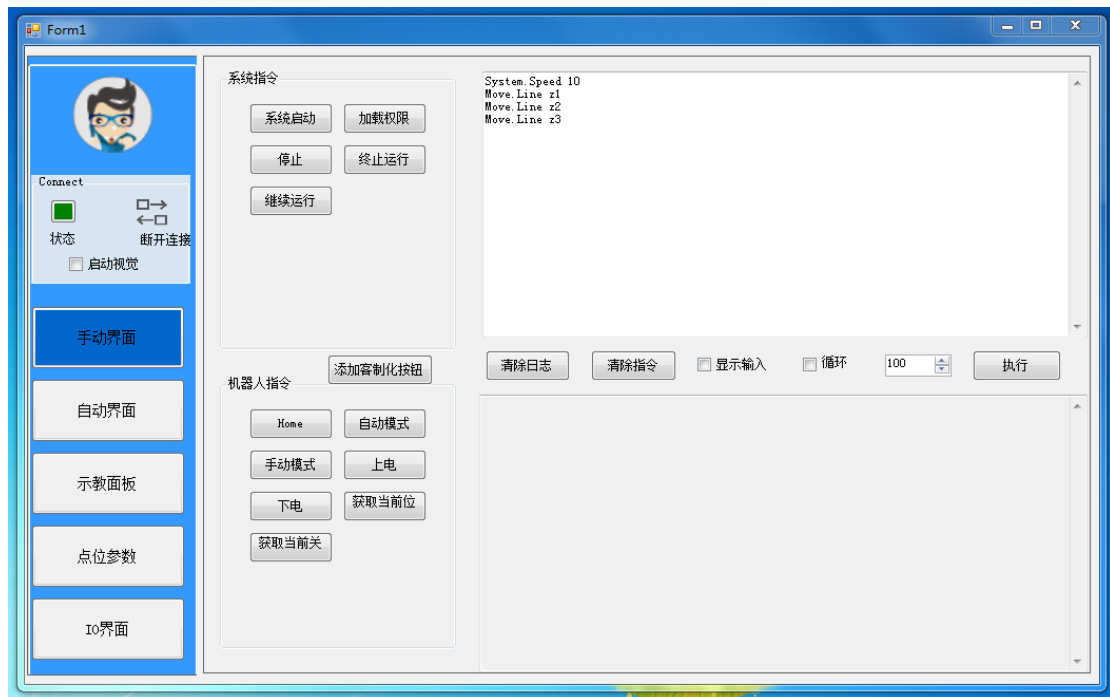 Form1
Connect
状态
断开连接
启动视觉
手动界面
自动界面
示教面板
点位参数
IO界面
系统指令
系统启动
加载权限
停止
终止运行
继续运行
添加客制化按钮
机器人指令
Home
自动模式
手动模式
上电
下电
获取当前位
获取当前关
System.Speed 10
Move.Line z1
Move.Line z2
Move.Line z3
清除日志
清除指令
显示输入
循环
100
执行